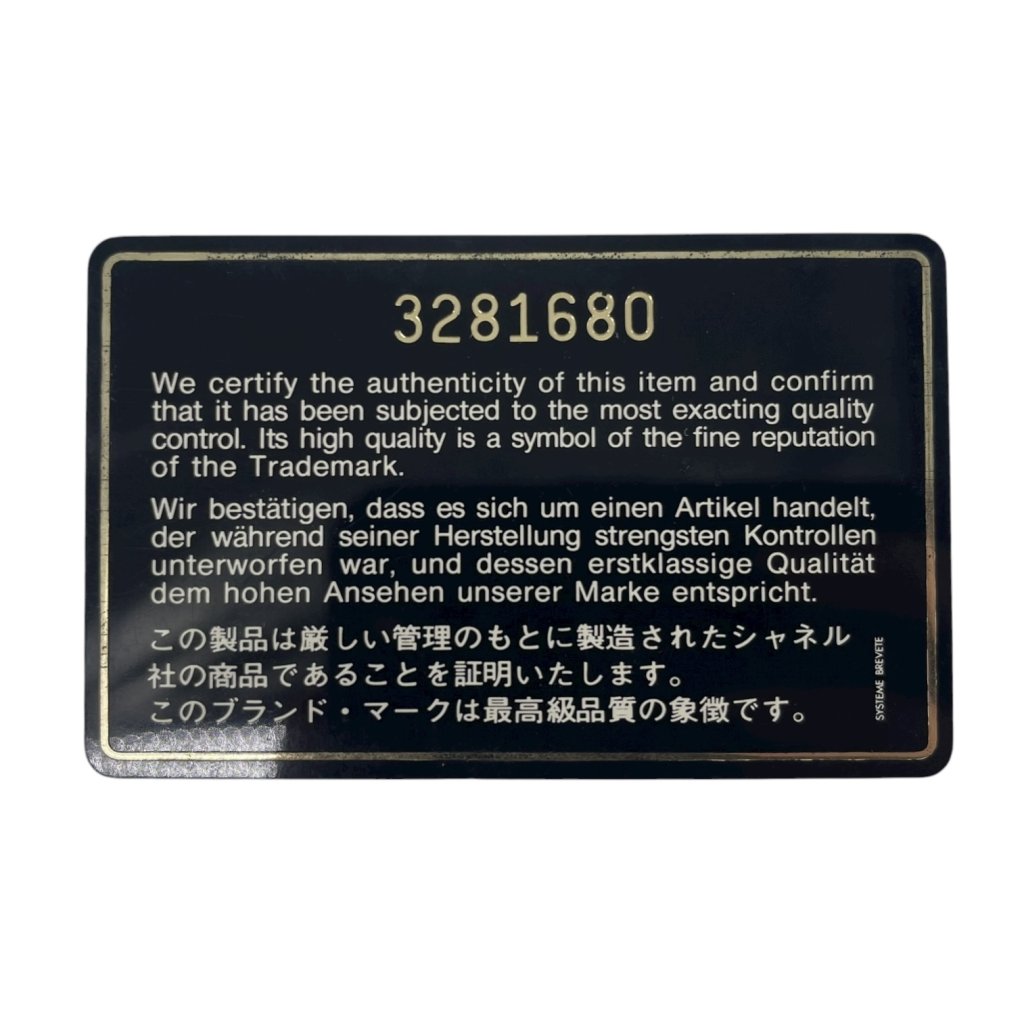 3281680
We certify the authenticity of this item and confirm
that it has been subjected to the most exacting quality
control. Its high quality is a symbol of the fine reputation
of the Trademark.
Wir bestätigen, dass es sich um einen Artikel handelt,
der während seiner Herstellung strengsten Kontrollen
unterworfen war, und dessen erstklassige Qualität
dem hohen Ansehen unserer Marke entspricht.
この製品は厳しい管理のもとに製造されたシャネル
社の商品であることを証明いたします。
このブランド・マークは最高級品質の象徴です。
SYSTEME BREVETE